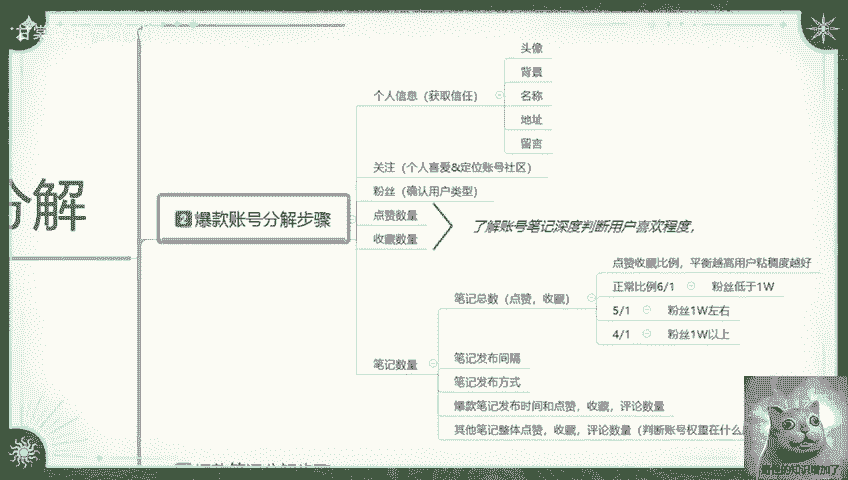 分解
2 爆款账号分解步骤
个人信息（获取信任）
头像
背景
名称
地址
留言
关注（个人喜爱&定位账号社区）
粉丝（确认用户类型）
点赞数量
收藏数量
了解账号笔记深度判断用户喜欢程度，
笔记数量
笔记总数（点赞，收藏）
点赞收藏比例，平衡越高用户粘稠度越好
正常比例6/1 粉丝低于1W
5/1 粉丝1W左右
4/1 粉丝1W以上
笔记发布间隔
笔记发布方式
爆款笔记发布时间和点赞，收藏，评论数量
其他笔记整体点赞，收藏，评论数量（判断账号权重在什么
的知识增加了